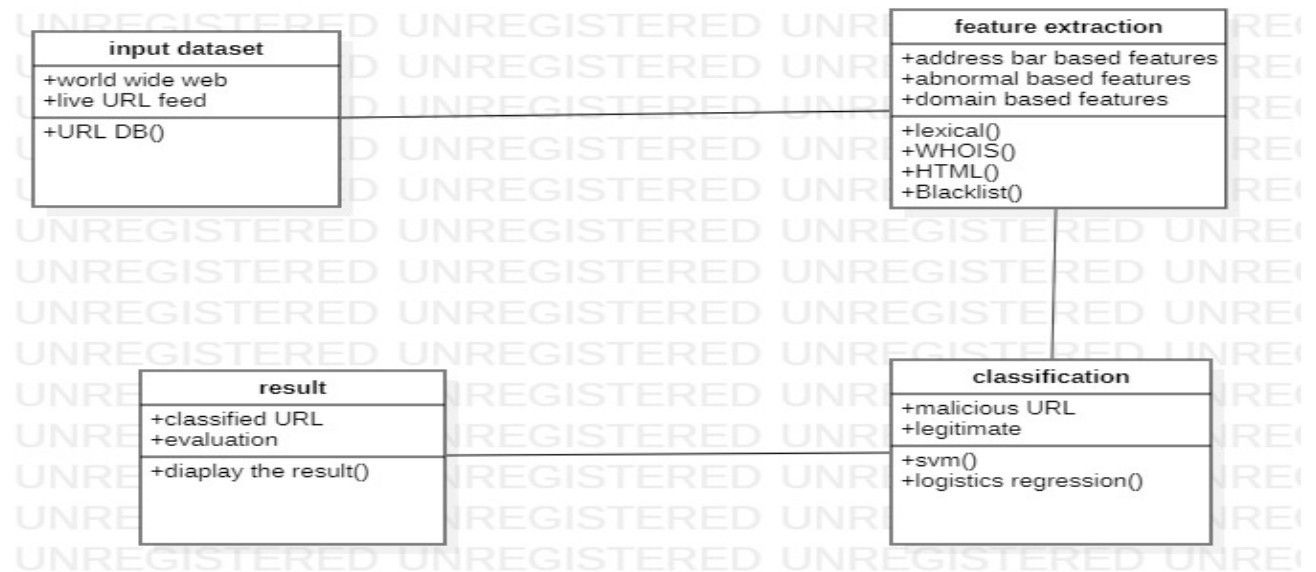 input dataset
+world wide web
+live URL feed
+URL DB()
feature extraction
+address bar based features
+abnormal based features
+domain based features
+lexical()
+WHOIS()
+HTML()
+Blacklist()
classification
+malicious URL
+legitimate
+svm()
+logistics regression()
result
+classified URL
+evaluation
+diaplay the result()
UNREGISTERED UNREGISTERED UNREGISTERED